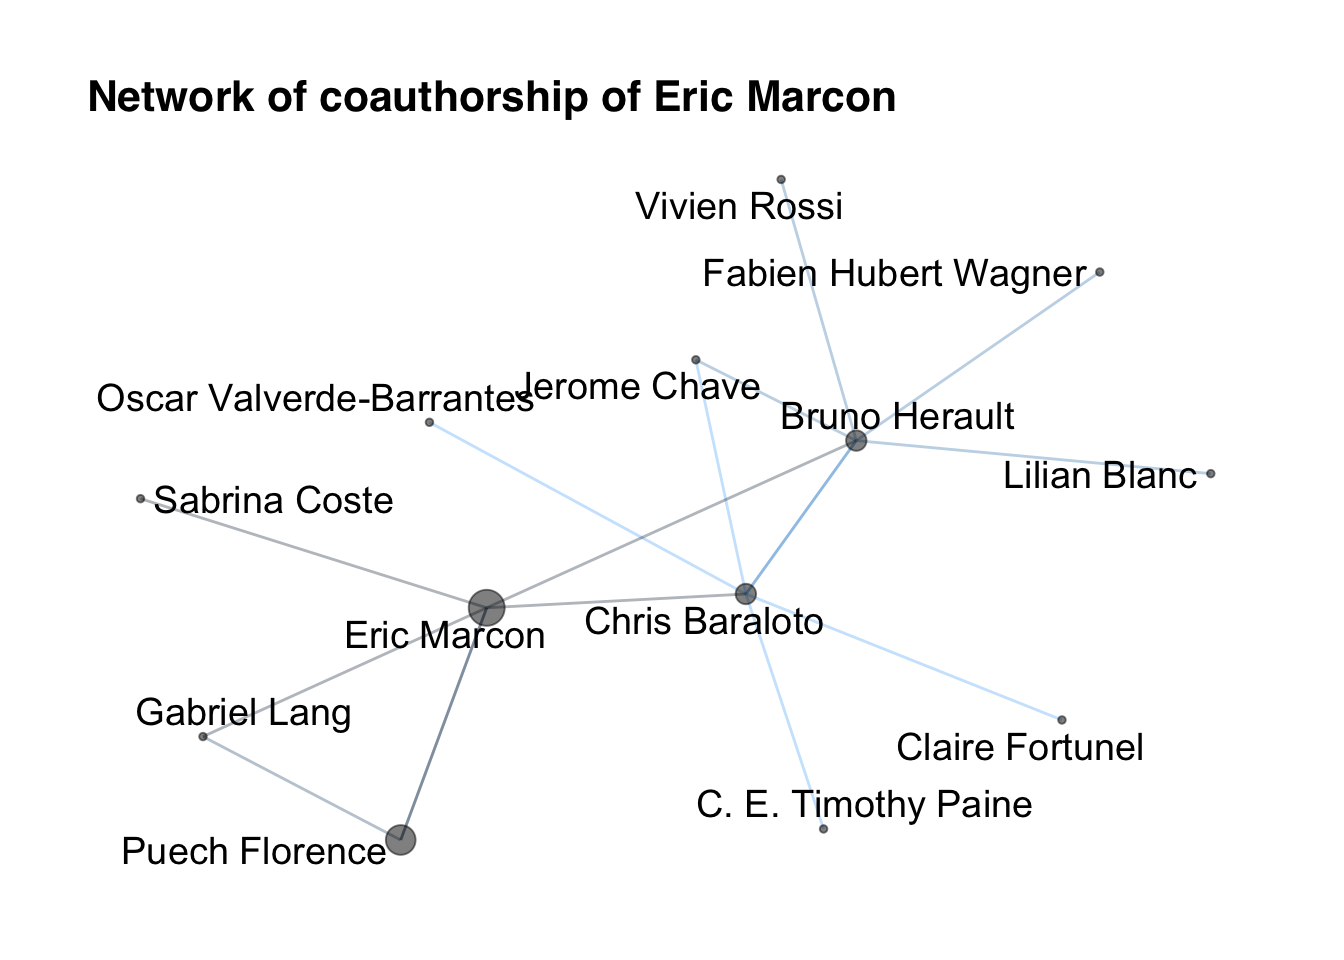 Network of coauthorship of Eric Marcon
Vivien Rossi
Fabien Hubert Wagner
Jerome Chave
Oscar Valverde-Barrantes
Bruno Herault
Lilian Blanc
Sabrina Coste
Chris Baraloto
Eric Marcon
Gabriel Lang
Claire Fortunel
C. E. Timothy Paine
Puech Florence